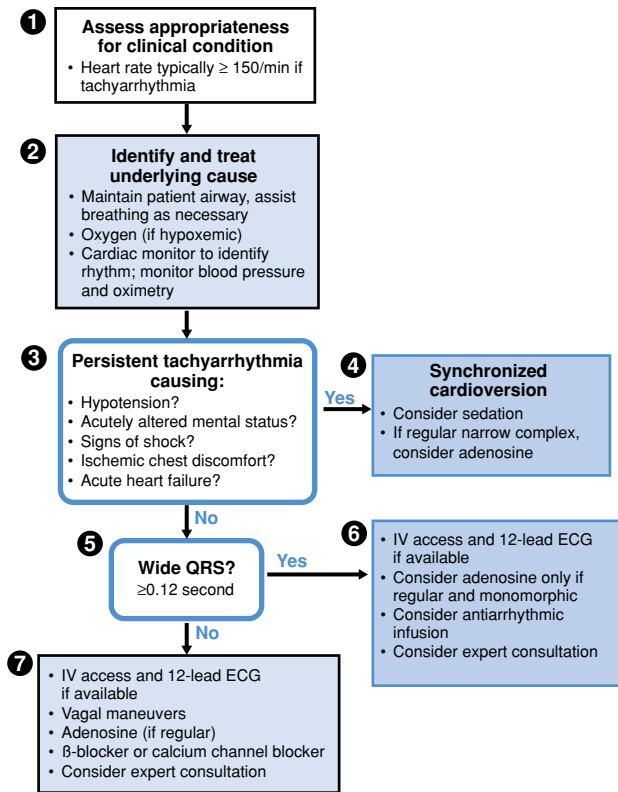 1
Assess appropriateness
for clinical condition
• Heart rate typically ≥ 150/min if
tachyarrhythmia
2
Identify and treat
underlying cause
• Maintain patient airway, assist
breathing as necessary
• Oxygen (if hypoxemic)
• Cardiac monitor to identify
rhythm; monitor blood pressure
and oximetry
3
Persistent tachyarrhythmia
causing:
• Hypotension?
• Acutely altered mental status?
• Signs of shock?
• Ischemic chest discomfort?
• Acute heart failure?
Yes
4
Synchronized
cardioversion
• Consider sedation
• If regular narrow complex,
consider adenosine
No
5
Wide QRS?
≥0.12 second
Yes
6
• IV access and 12-lead ECG
if available
• Consider adenosine only if
regular and monomorphic
• Consider antiarrhythmic
infusion
• Consider expert consultation
No
7
• IV access and 12-lead ECG
if available
• Vagal maneuvers
• Adenosine (if regular)
• ß-blocker or calcium channel blocker
• Consider expert consultation